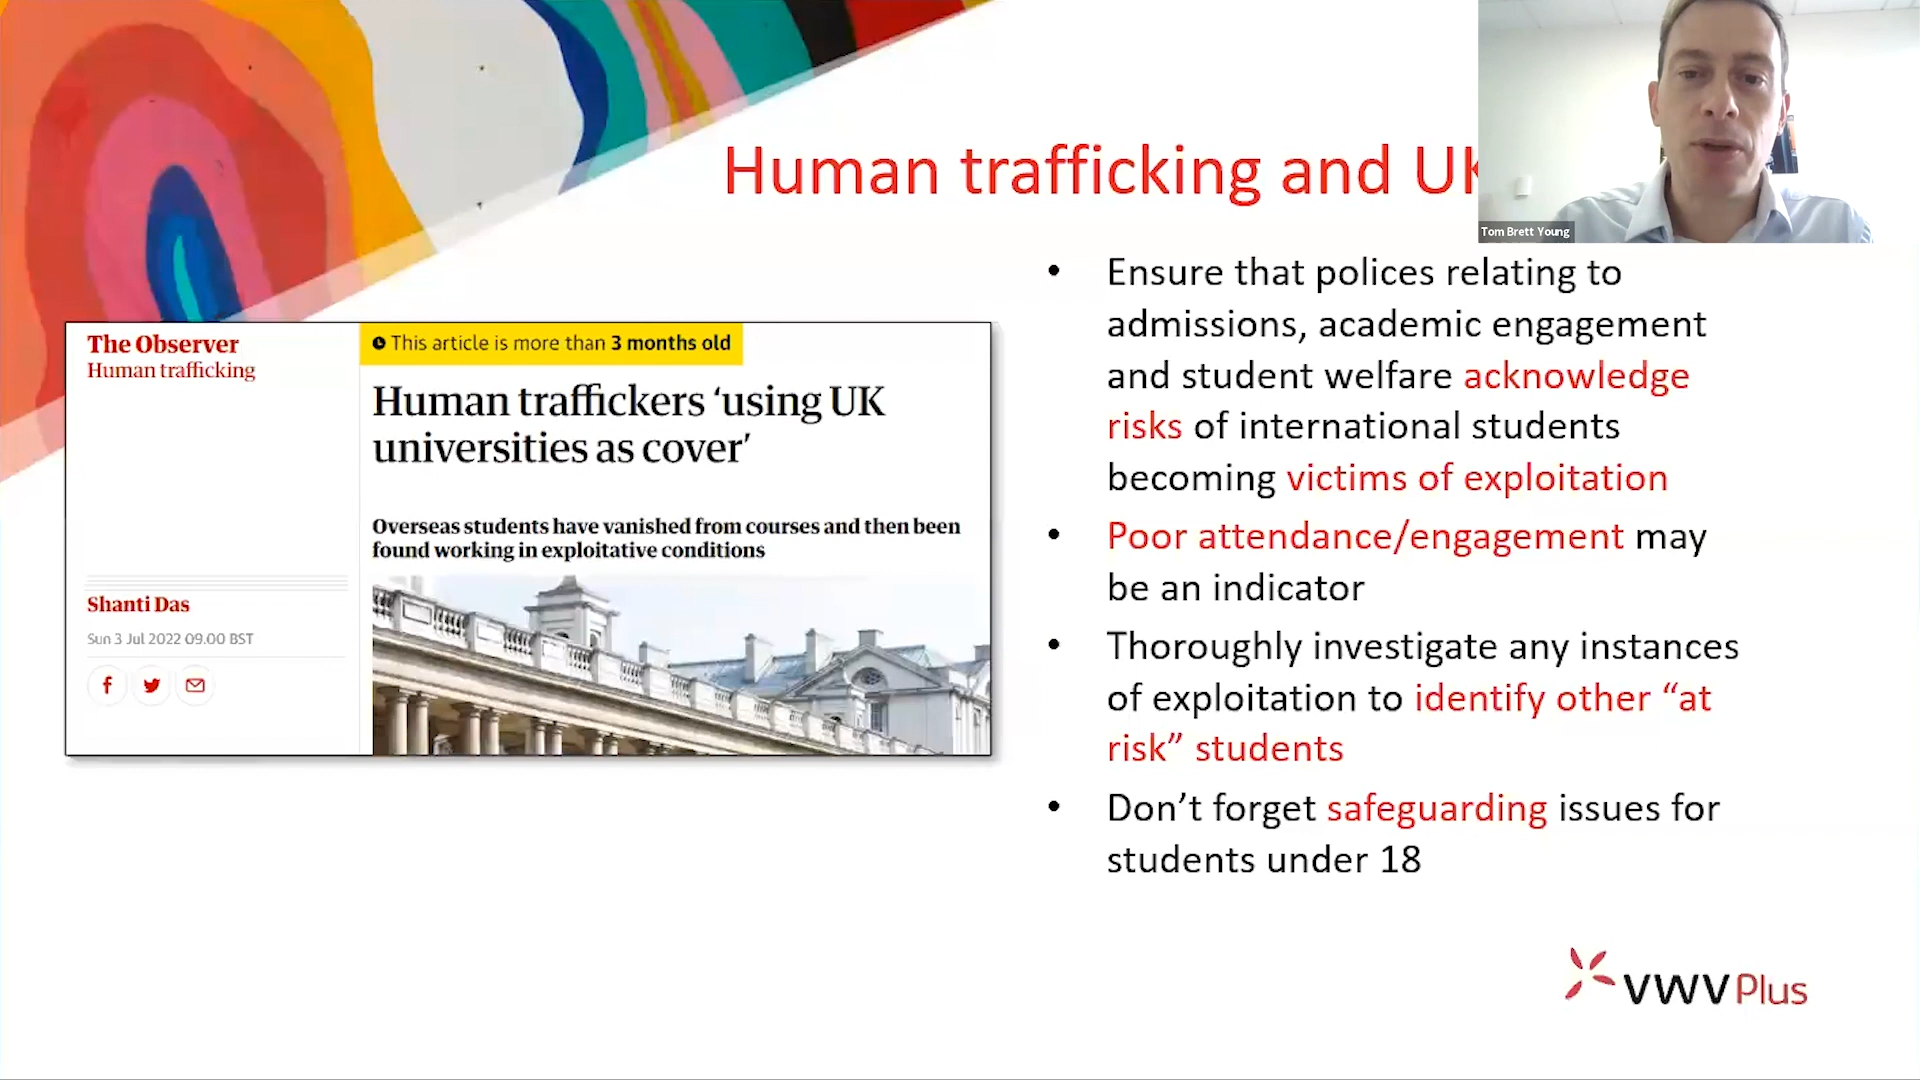 Human trafficking and UK
Tom Brett Young
The Observer
Human trafficking
This article is more than 3 months old
Human traffickers ‘using UK
universities as cover’
Overseas students have vanished from courses and then been
found working in exploitative conditions
Shanti Das
Sun 3 Jul 2022 09.00 BST
• Ensure that polices relating to
admissions, academic engagement
and student welfare acknowledge
risks of international students
becoming victims of exploitation
• Poor attendance/engagement may
be an indicator
• Thoroughly investigate any instances
of exploitation to identify other “at
risk” students
• Don’t forget safeguarding issues for
students under 18
VWV Plus